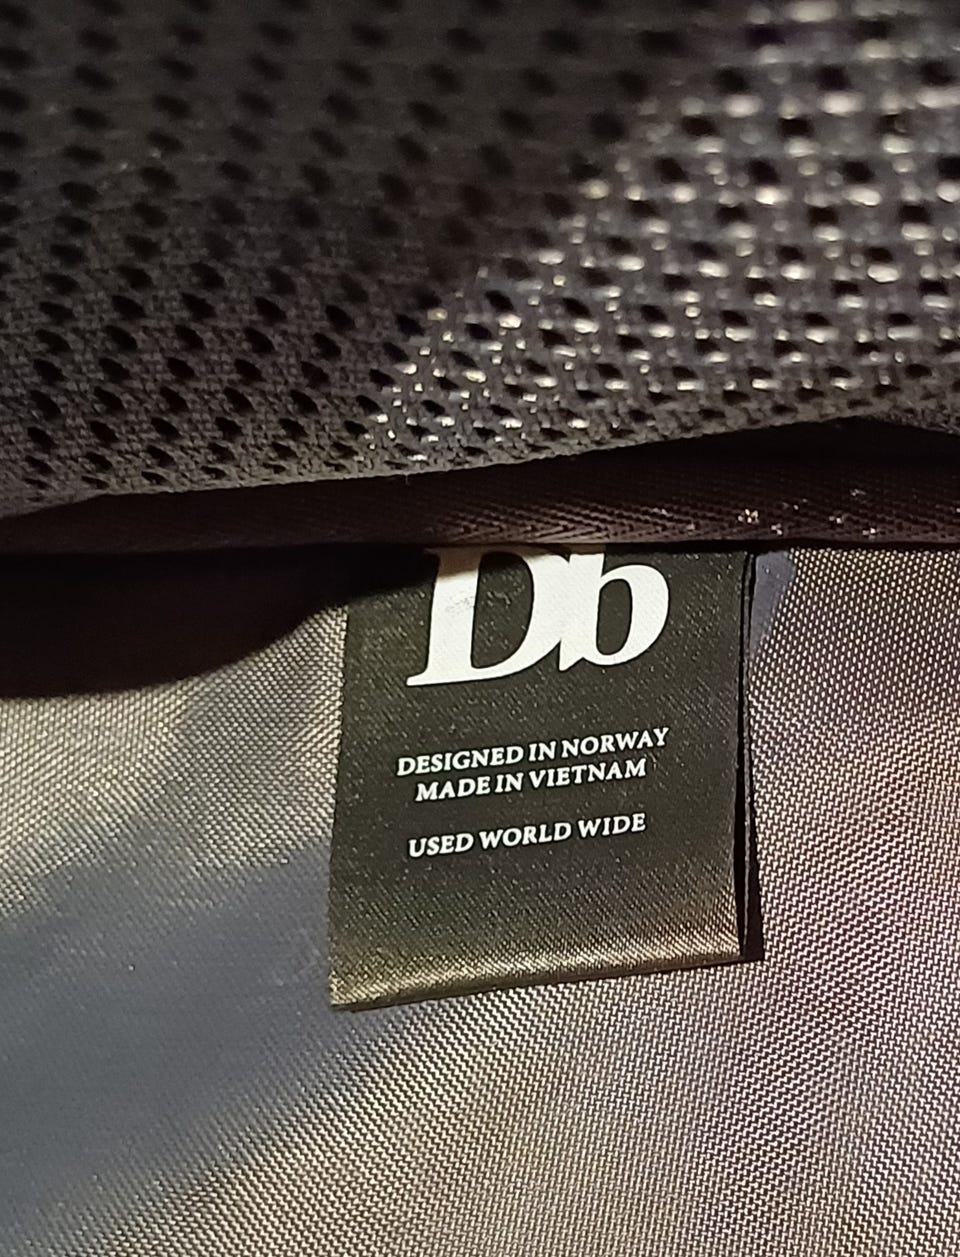 Db
DESIGNED IN NORWAY
MADE IN VIETNAM
USED WORLD WIDE